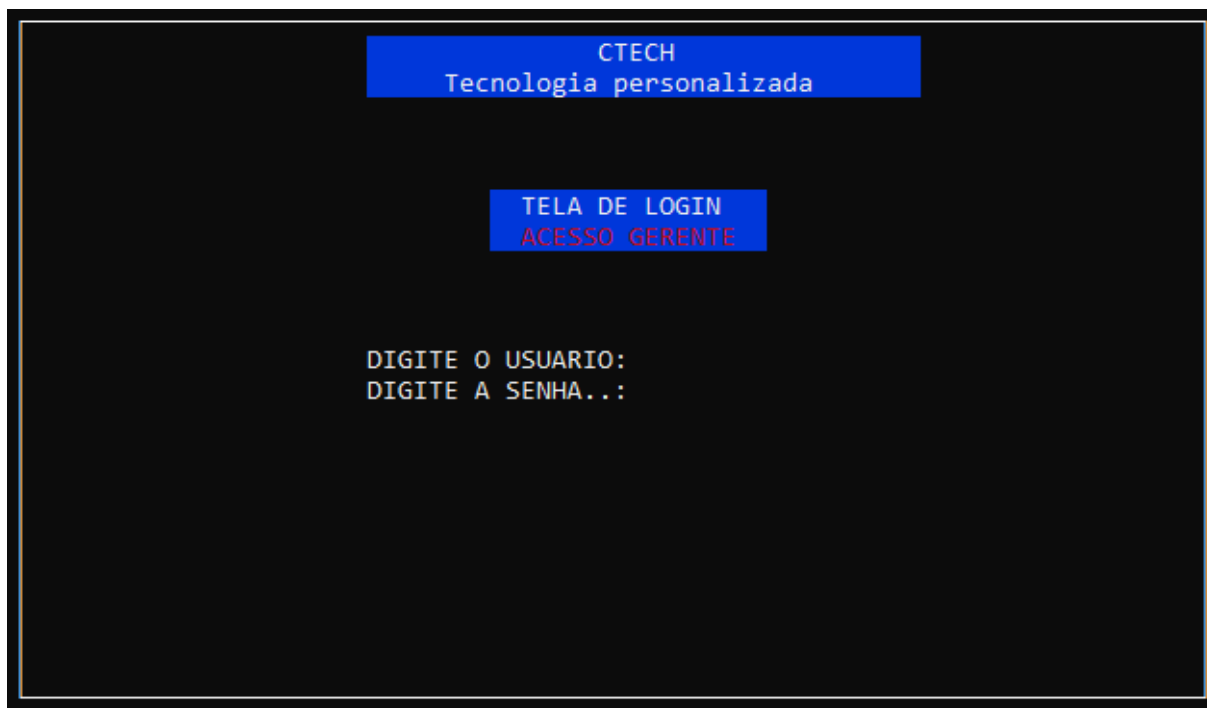 CTECH
Tecnologia personalizada
TELA DE LOGIN
ACESSO GERENTE
DIGITE O USUARIO:
DIGITE A SENHA..: